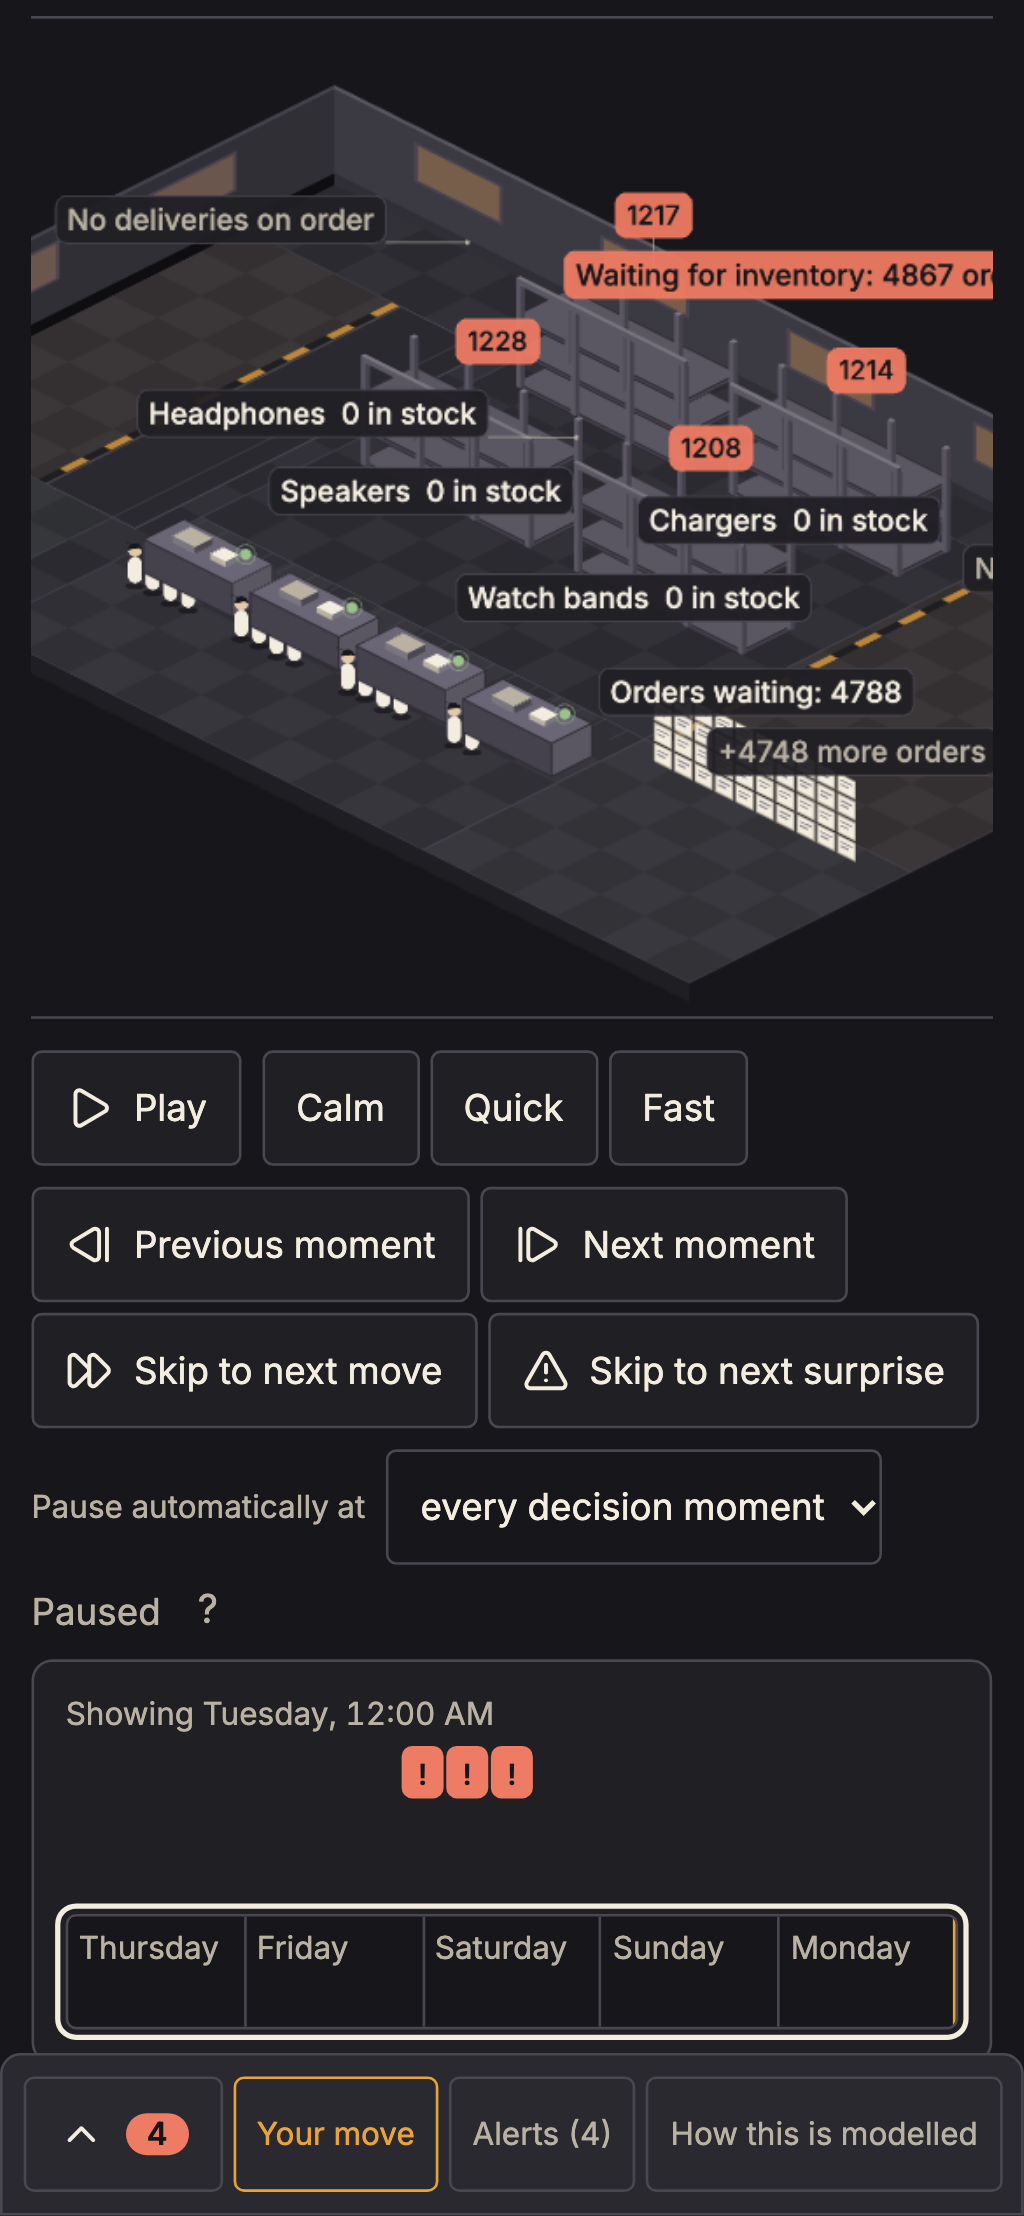 No deliveries on order
1217
Waiting for inventory: 4867 or
1228
1214
Headphones 0 in stock
1208
Speakers 0 in stock
Chargers 0 in stock
N
Watch bands 0 in stock
Orders waiting: 4788
+4748 more orders
Play
Calm
Quick
Fast
Previous moment
Next moment
Skip to next move
Skip to next surprise
Pause automatically at
every decision moment
Paused ?
Showing Tuesday, 12:00 AM
! ! !
Thursday
Friday
Saturday
Sunday
Monday
4
Your move
Alerts (4)
How this is modelled